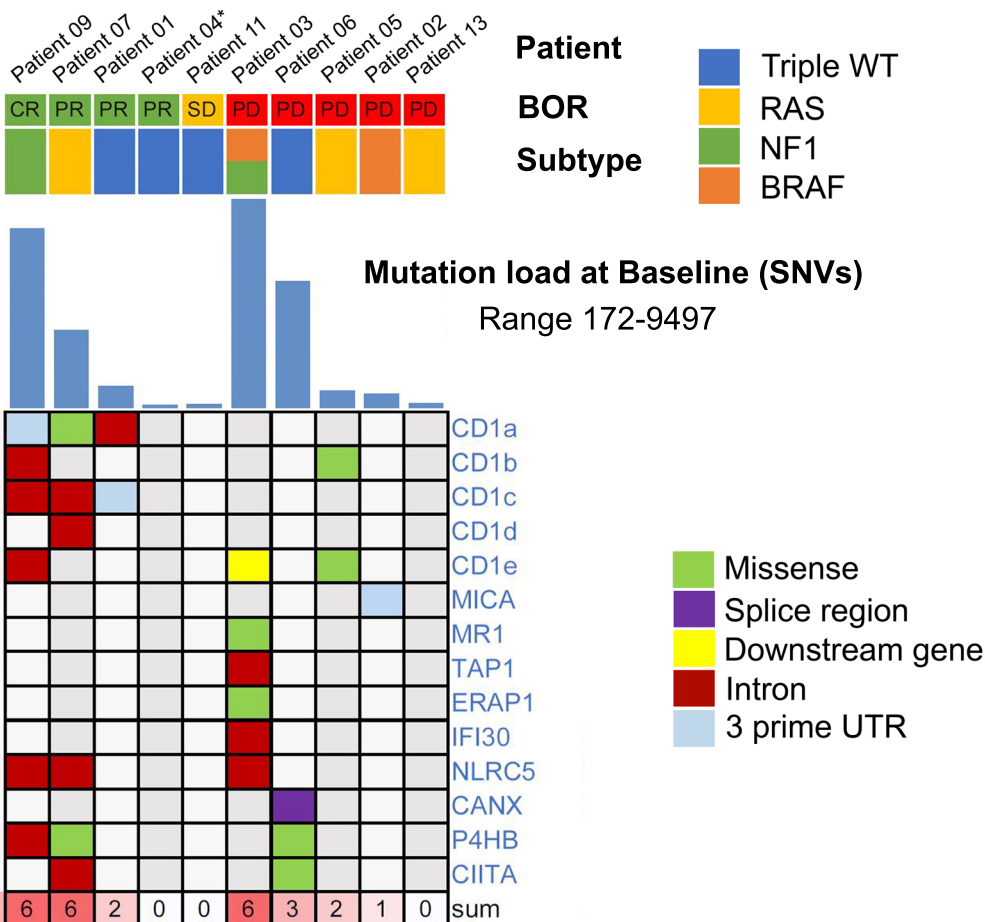 Patient 09 Patient 07 Patient 01 Patient 04* Patient 11 Patient 03 Patient 06 Patient 05 Patient 02 Patient 13
Patient
CR PR PR PR SD PD PD PD PD PD
BOR
Subtype
Triple WT
RAS
NF1
BRAF
Mutation load at Baseline (SNVs)
Range 172-9497
CD1a
CD1b
CD1c
CD1d
CD1e
MICA
MR1
TAP1
ERAP1
IFI30
NLRC5
CANX
P4HB
CIITA
6 6 2 0 0 6 3 2 1 0 sum
Missense
Splice region
Downstream gene
Intron
3 prime UTR